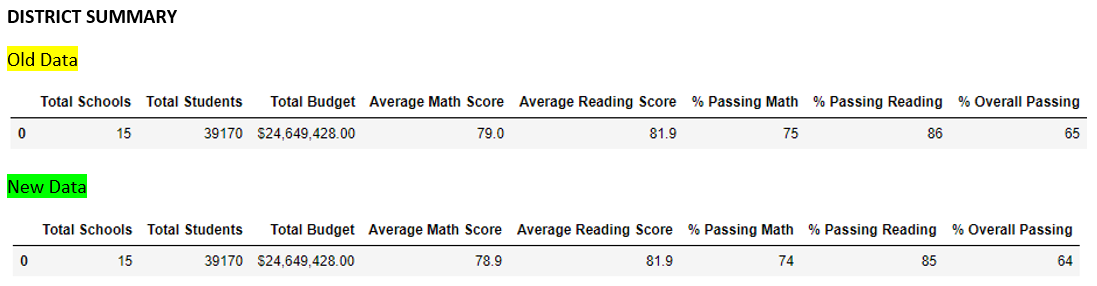 DISTRICT SUMMARY
Old Data
Total Schools Total Students Total Budget Average Math Score Average Reading Score % Passing Math % Passing Reading % Overall Passing
0 15 39170 $24,649,428.00 79.0 81.9 75 86 65
New Data
Total Schools Total Students Total Budget Average Math Score Average Reading Score % Passing Math % Passing Reading % Overall Passing
0 15 39170 $24,649,428.00 78.9 81.9 74 85 64